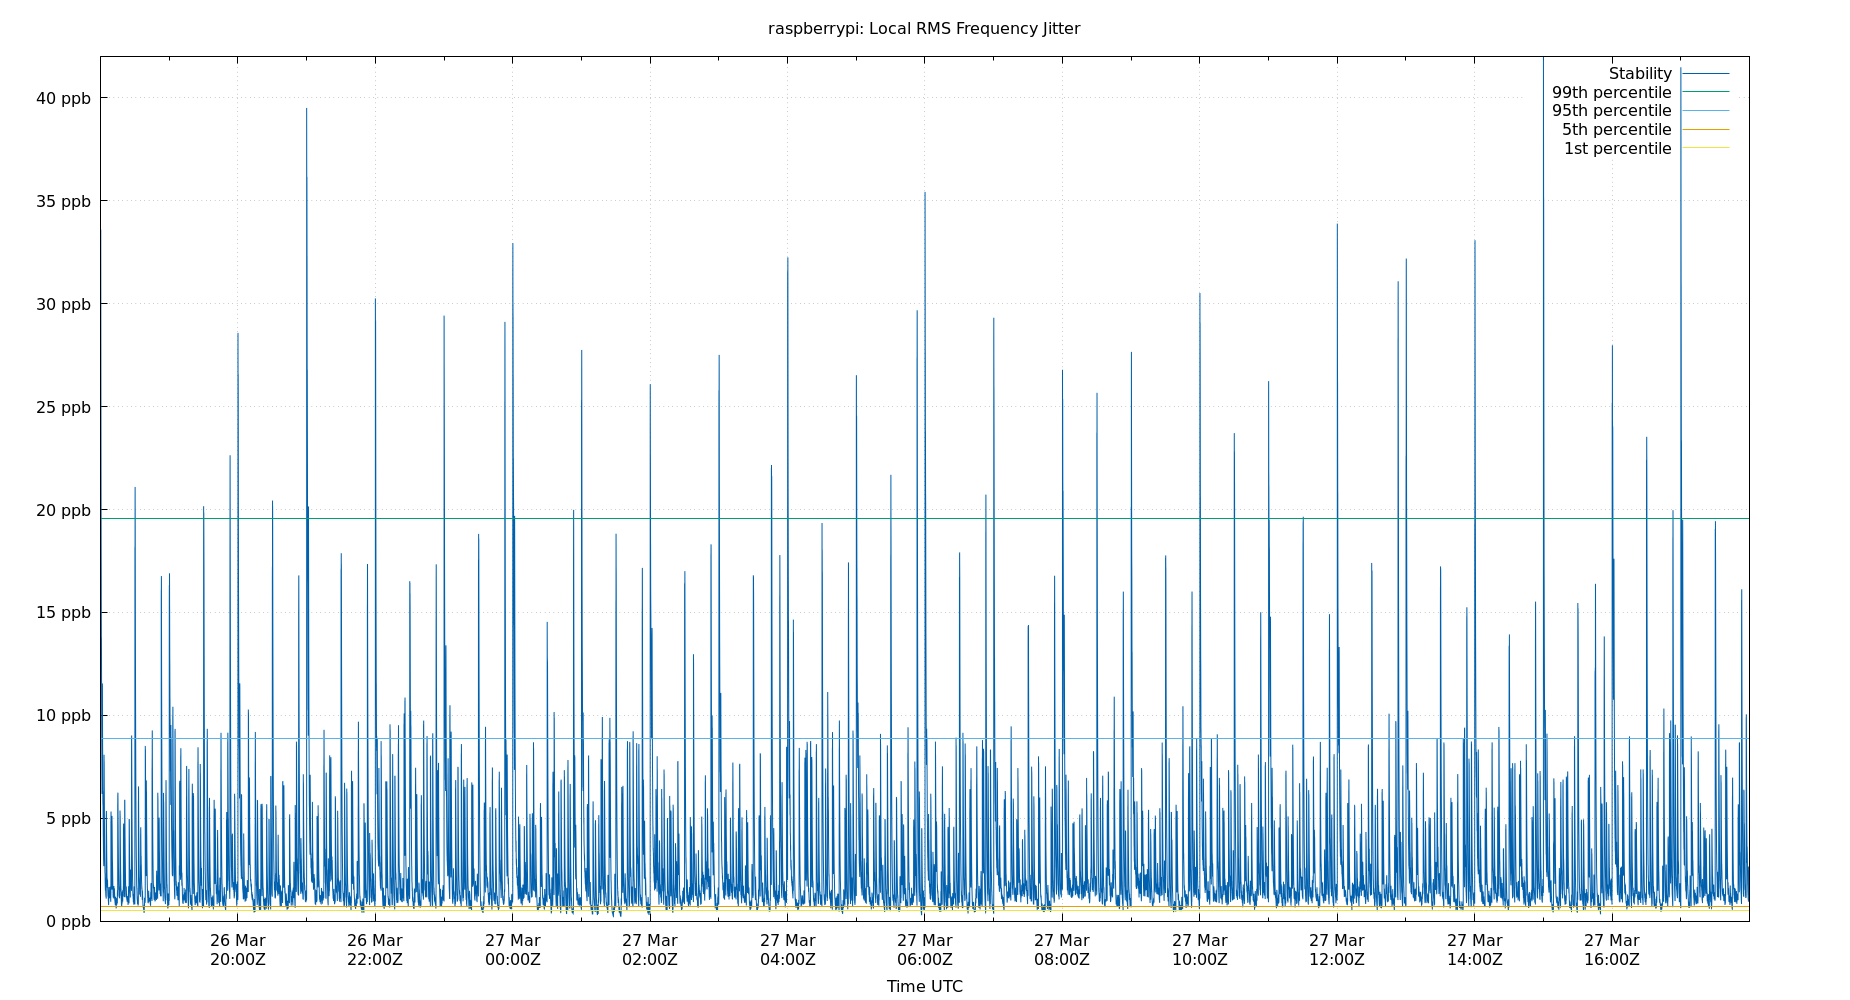 raspberrypi: Local RMS Frequency Jitter
Stability
99th percentile
95th percentile
5th percentile
1st percentile
40 ppb
35 ppb
30 ppb
25 ppb
20 ppb
15 ppb
10 ppb
5 ppb
0 ppb
26 Mar 26 Mar 27 Mar 27 Mar 27 Mar 27 Mar 27 Mar 27 Mar 27 Mar 27 Mar 27 Mar
20:00Z 22:00Z 00:00Z 02:00Z 04:00Z 06:00Z 08:00Z 10:00Z 12:00Z 14:00Z 16:00Z
Time UTC